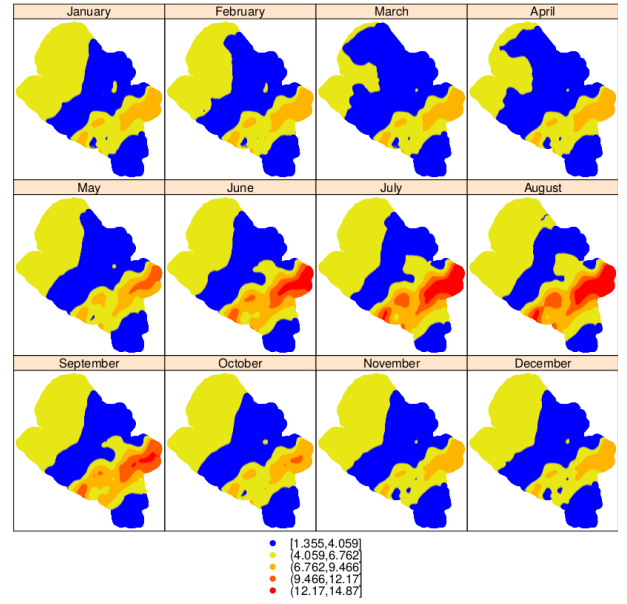 January February March April
May June July August
September October November December
[1.355,4.059]
(4.059,6.762]
(6.762,9.466]
(9.466,12.17]
(12.17,14.87]